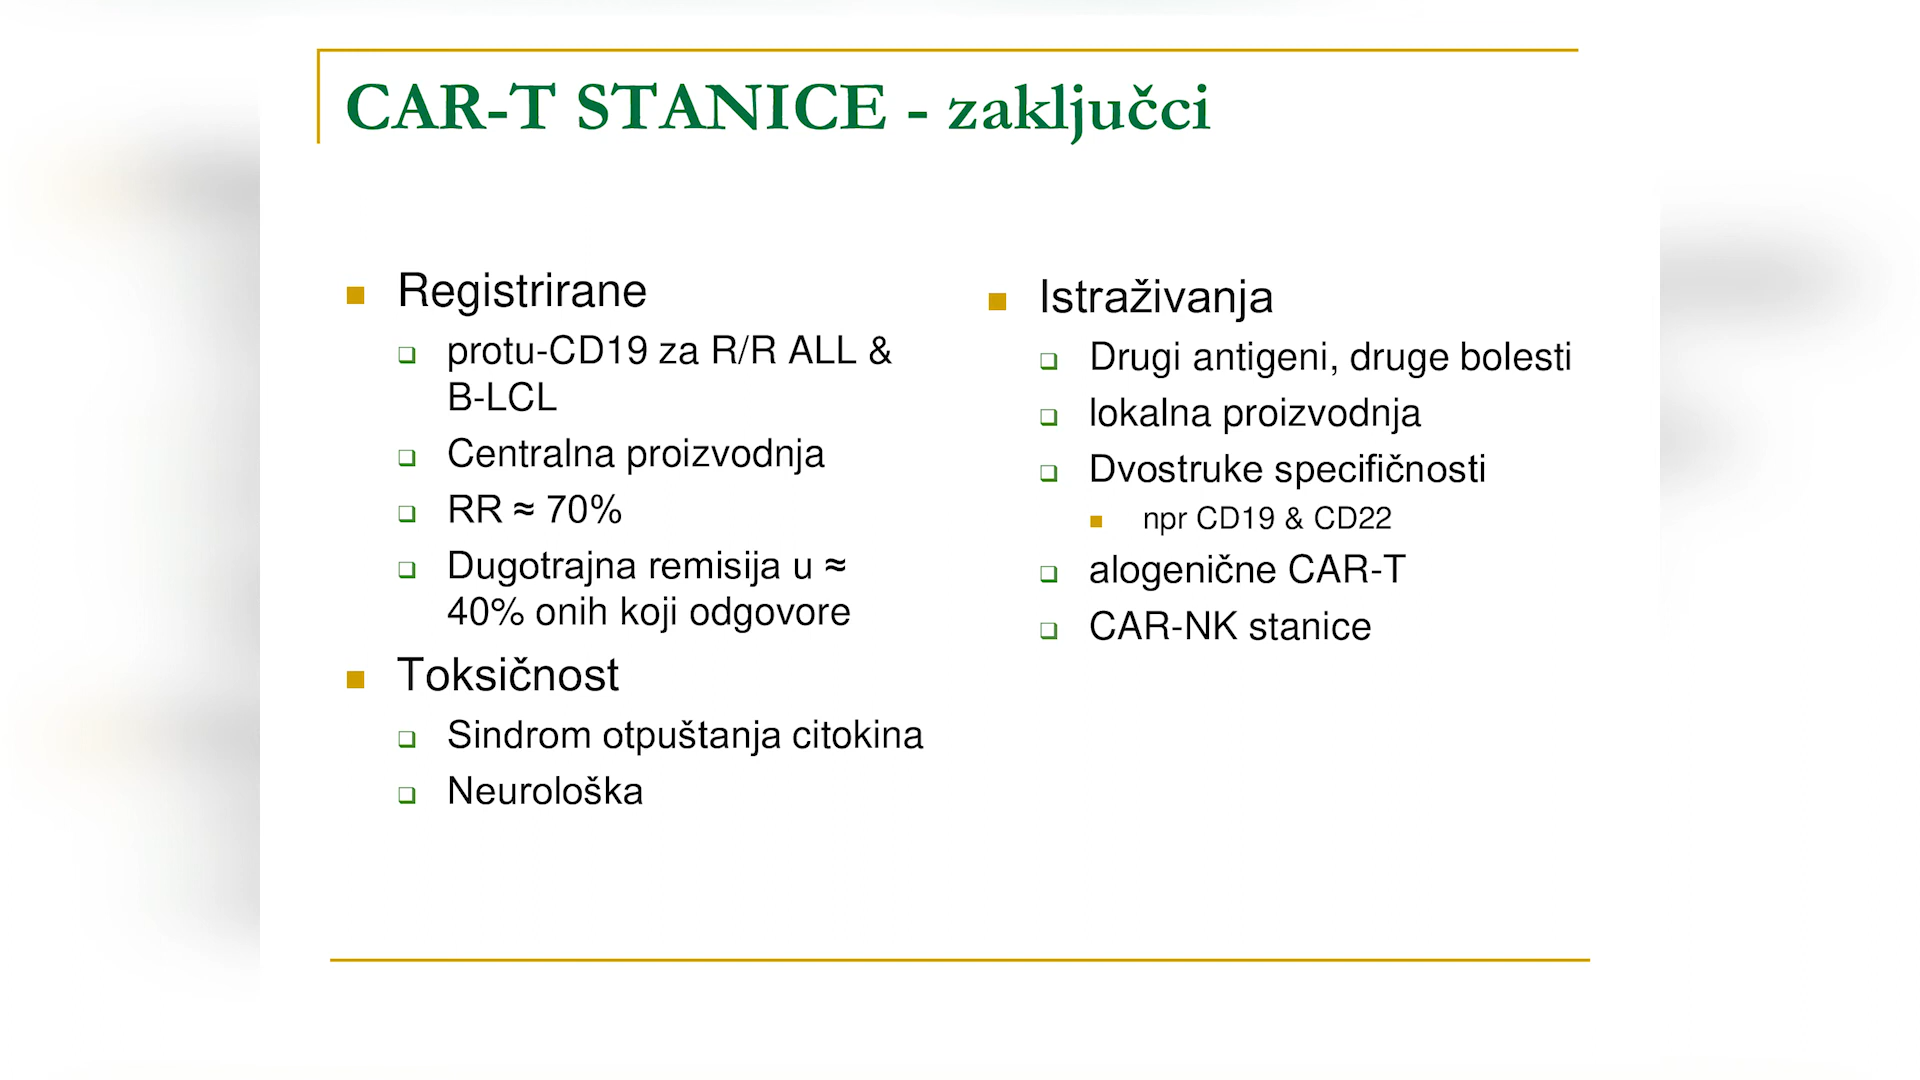 CAR-T STANICE - zaključci
Registrirane
protu-CD19 za R/R ALL &
B-LCL
Centralna proizvodnja
RR ≈ 70%
Dugotrajna remisija u ≈
40% onih koji odgovore
Toksičnost
Sindrom otpuštanja citokina
Neurološka
Istraživanja
Drugi antigeni, druge bolesti
lokalna proizvodnja
Dvostruke specifičnosti
npr CD19 & CD22
alogenične CAR-T
CAR-NK stanice